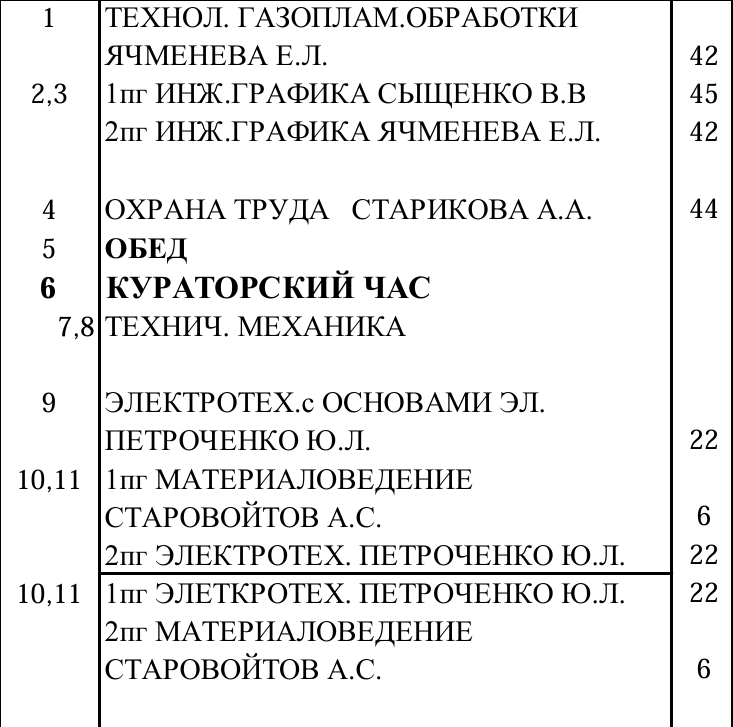 1 ТЕХНОЛ. ГАЗОПЛАМ.ОБРАБОТКИ
ЯЧМЕНЕВА Е.Л. 42
2,3 1пг ИНЖ.ГРАФИКА СЫЩЕНКО В.В 45
2пг ИНЖ.ГРАФИКА ЯЧМЕНЕВА Е.Л. 42
4 ОХРАНА ТРУДА СТАРИКОВА А.А. 44
5 ОБЕД
6 КУРАТОРСКИЙ ЧАС
7,8 ТЕХНИЧ. МЕХАНИКА
9 ЭЛЕКТРОТЕХ.с ОСНОВАМИ ЭЛ.
ПЕТРОЧЕНКО Ю.Л. 22
10,11 1пг МАТЕРИАЛОВЕДЕНИЕ
СТАРОВОЙТОВ А.С. 6
2пг ЭЛЕКТРОТЕХ. ПЕТРОЧЕНКО Ю.Л. 22
10,11 1пг ЭЛЕТКРОТЕХ. ПЕТРОЧЕНКО Ю.Л. 22
2пг МАТЕРИАЛОВЕДЕНИЕ
СТАРОВОЙТОВ А.С. 6